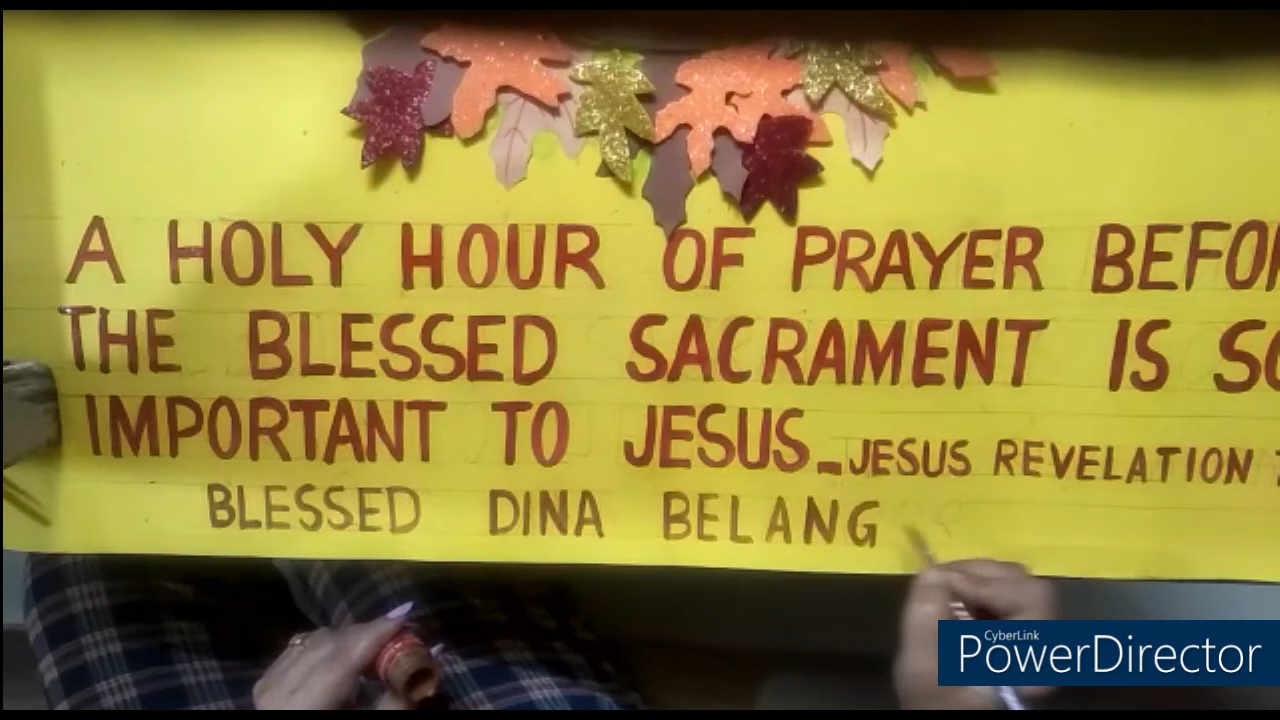 A HOLY HOUR OF PRAYER BEFOR
THE BLESSED SACRAMENT IS SO
IMPORTANT TO JESUS_JESUS REVELATION
BLESSED DINA BELANG
CyberLink
PowerDirector